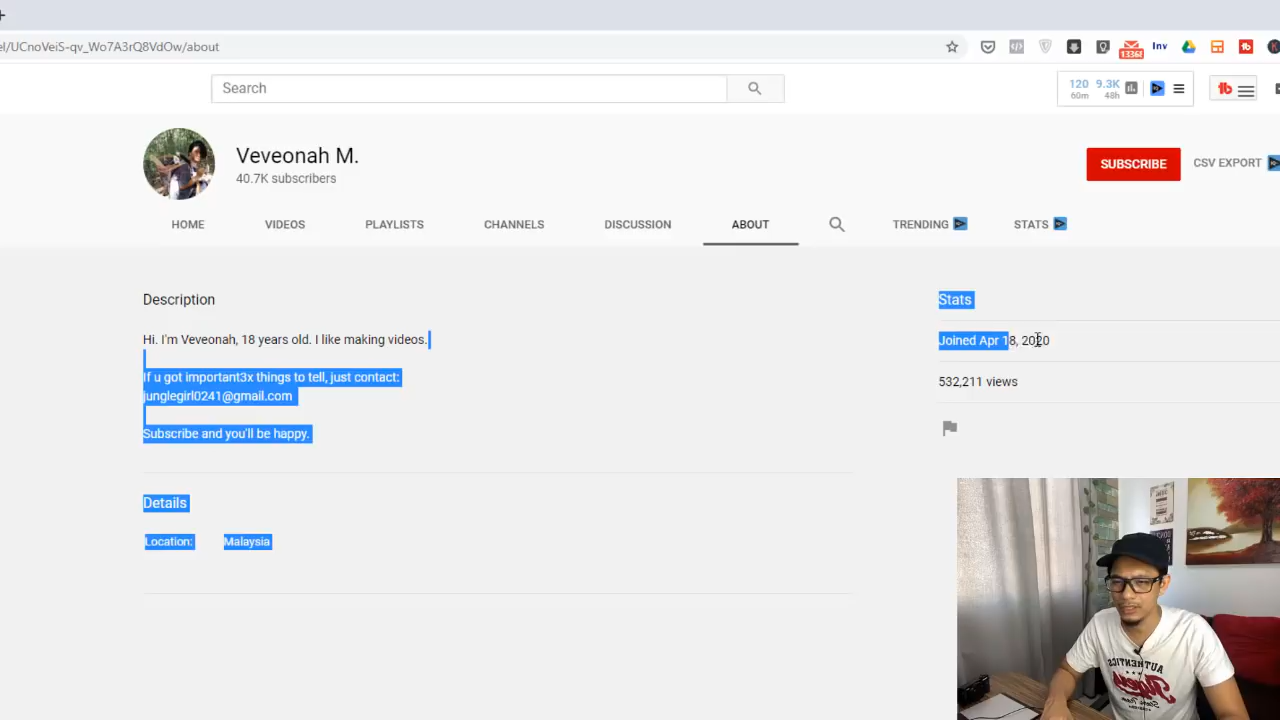 el/UCnoVeiS-qv_Wo7A3rQ8VdOw/about
Inv
1336
Search
120 9.3K
60m 48h
Veveonah M.
40.7K subscribers
SUBSCRIBE
CSV EXPORT
HOME VIDEOS PLAYLISTS CHANNELS DISCUSSION ABOUT TRENDING STATS
Description
Stats
Hi. I'm Veveonah, 18 years old. I like making videos.
Joined Apr 18, 2020
If u got important3x things to tell, just contact:
junglegirl0241@gmail.com
532,211 views
Subscribe and you'll be happy.
Details
Location: Malaysia
AUTHENTICS